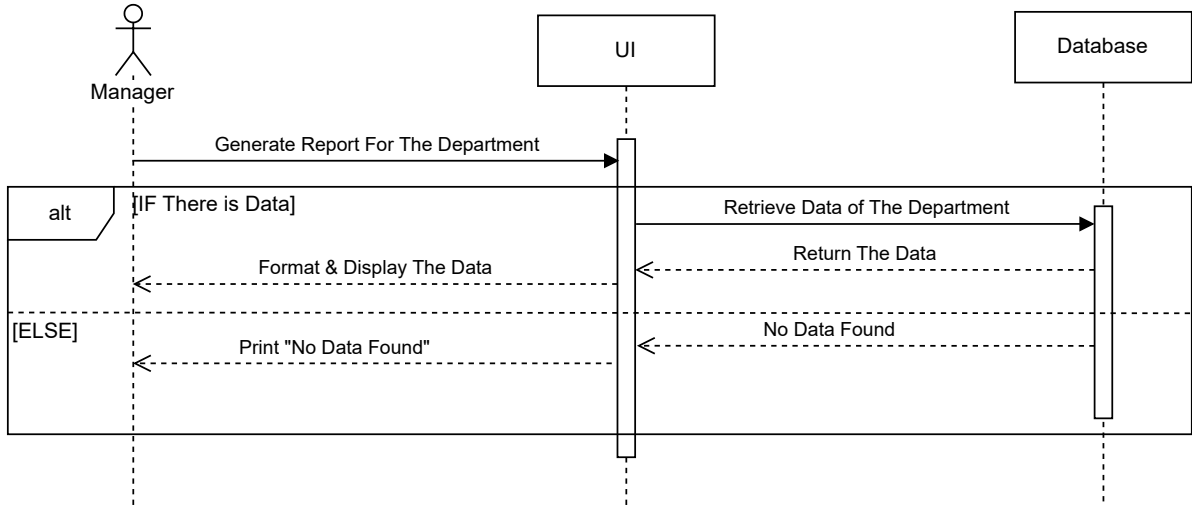 Manager
UI
Database
Generate Report For The Department
alt
[IF There is Data]
Retrieve Data of The Department
Return The Data
Format & Display The Data
[ELSE]
No Data Found
Print "No Data Found"